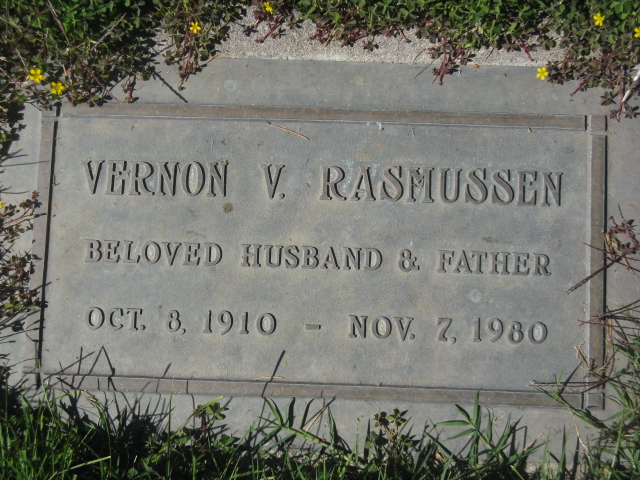 VERNON V. RASMUSSEN
BELOVED HUSBAND & FATHER
OCT. 8, 1910 – NOV. 7, 1980